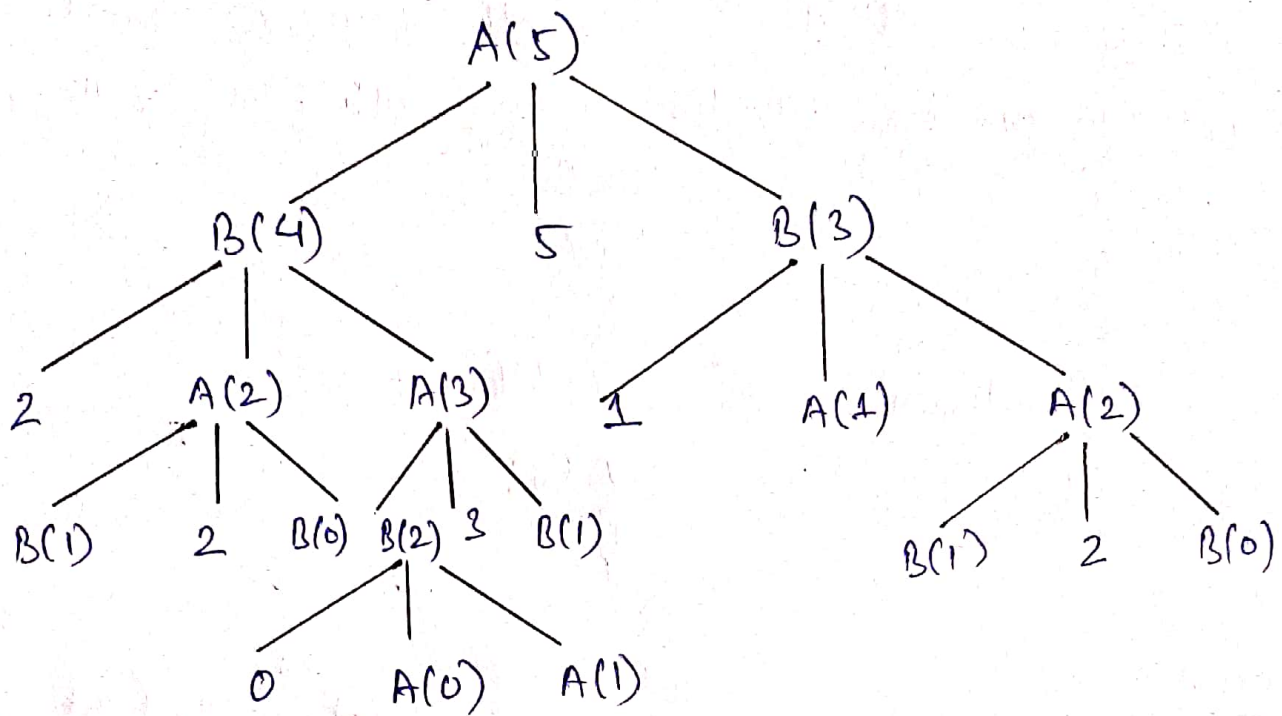 A(5)
B(4) 5 B(3)
2 A(2) A(3) 1 A(1) A(2)
B(1) 2 B(0) B(2) 3 B(1) B(1) 2 B(0)
0 A(0) A(1)